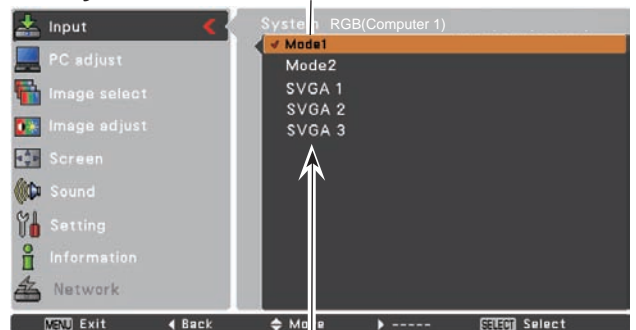 Input
System RGB(Computer 1)
Mode1
PC adjust
Mode2
Image select
SVGA 1
SVGA 2
Image adjust
SVGA 3
Screen
Sound
Setting
Information
Network
MENU Exit Back Move ----- SELECT Select